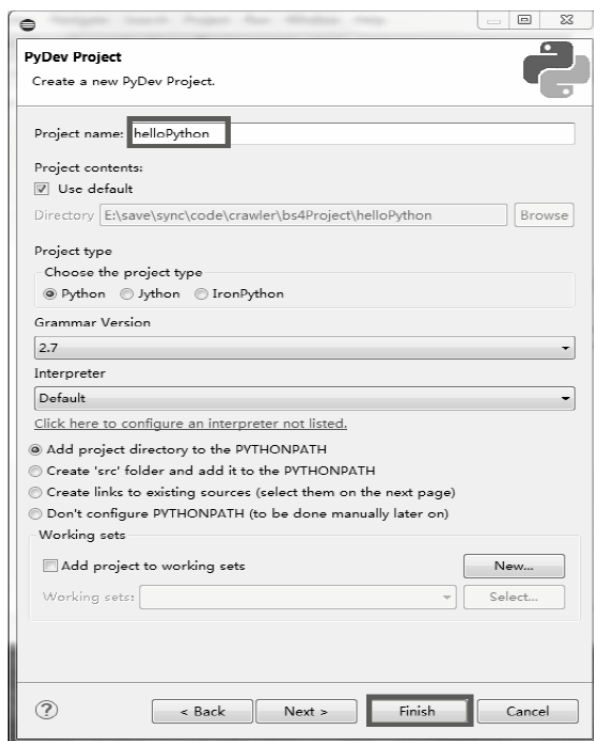 PyDev Project
Create a new PyDev Project.
Project name: helloPython
Project contents:
Use default
Directory E:\save\sync\code\crawler\bs4Project\helloPython Browse
Project type
Choose the project type
Python Jython IronPython
Grammar Version
2.7
Interpreter
Default
Click here to configure an interpreter not listed.
Add project directory to the PYTHONPATH
Create 'src' folder and add it to the PYTHONPATH
Create links to existing sources (select them on the next page)
Don't configure PYTHONPATH (to be done manually later on)
Working sets
Add project to working sets New...
Working sets: Select...
? < Back Next > Finish Cancel